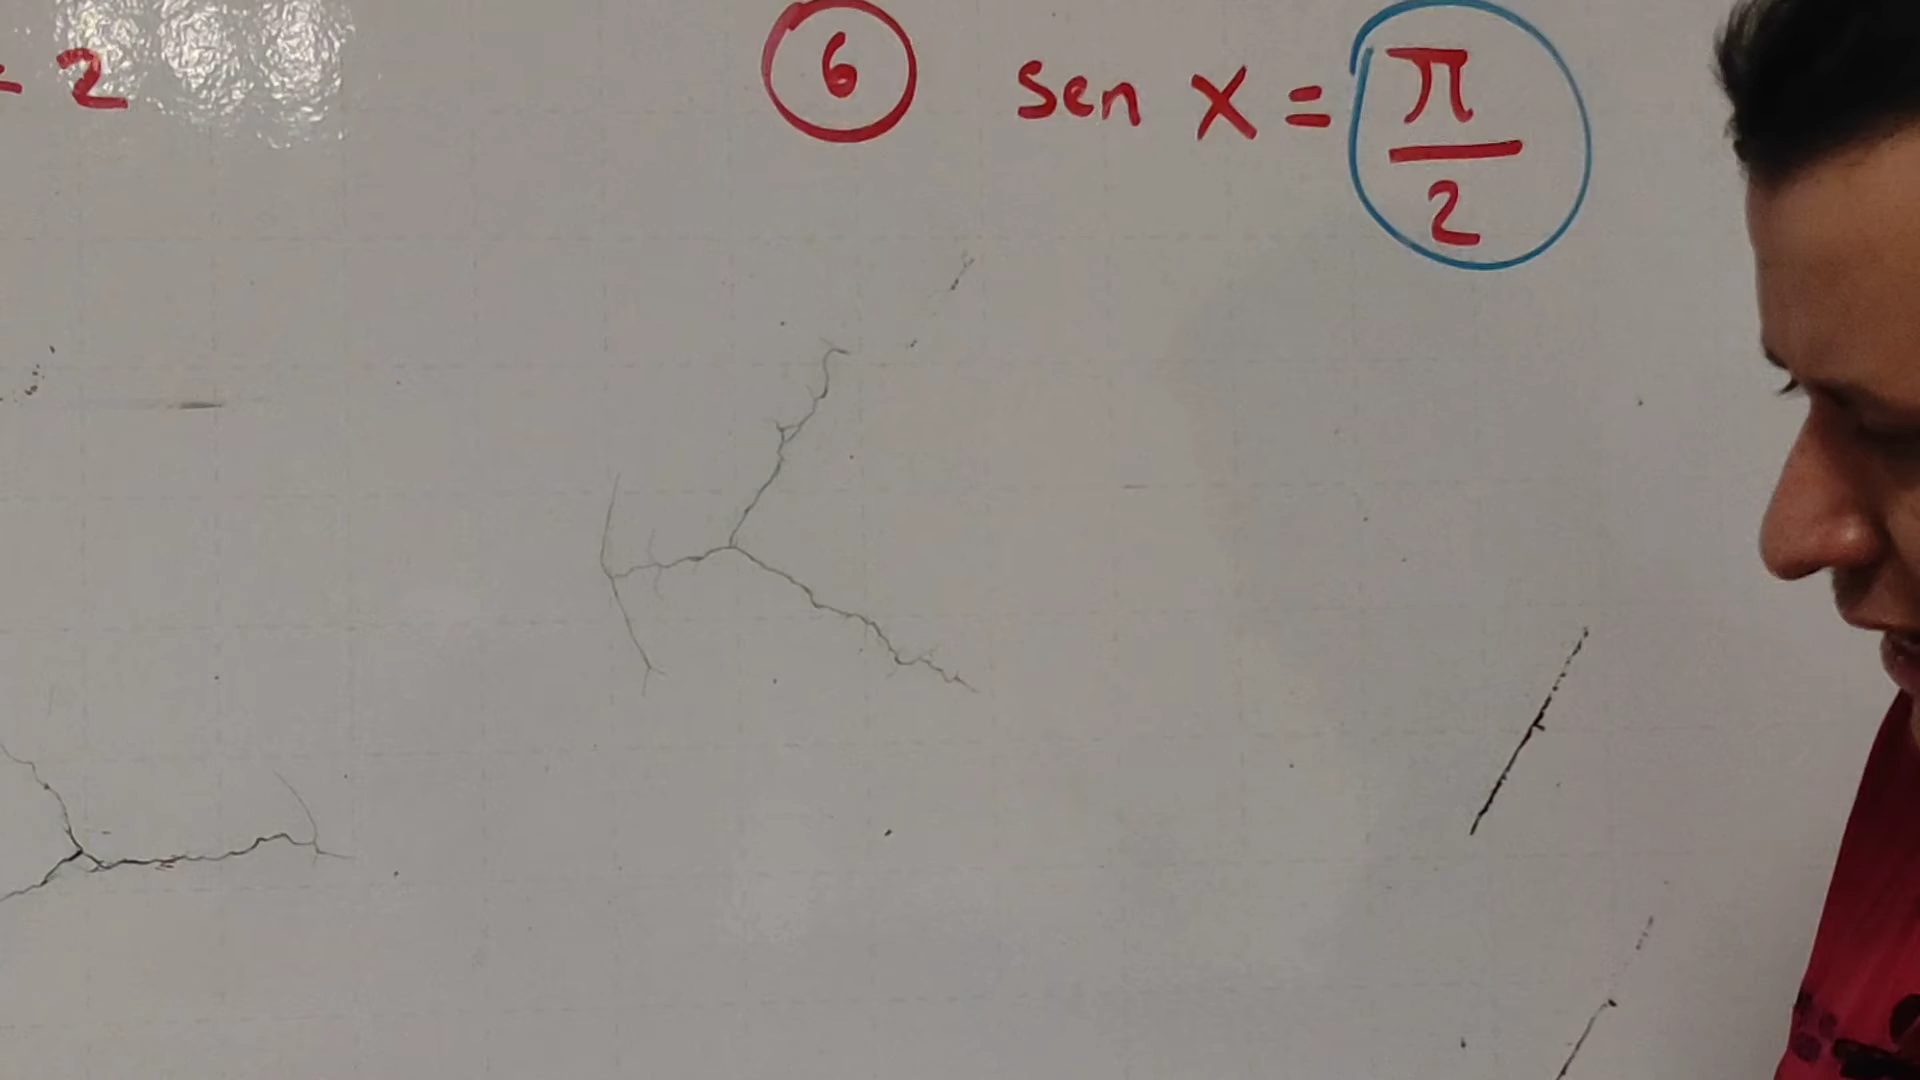 = 2
6 sen x = π/2